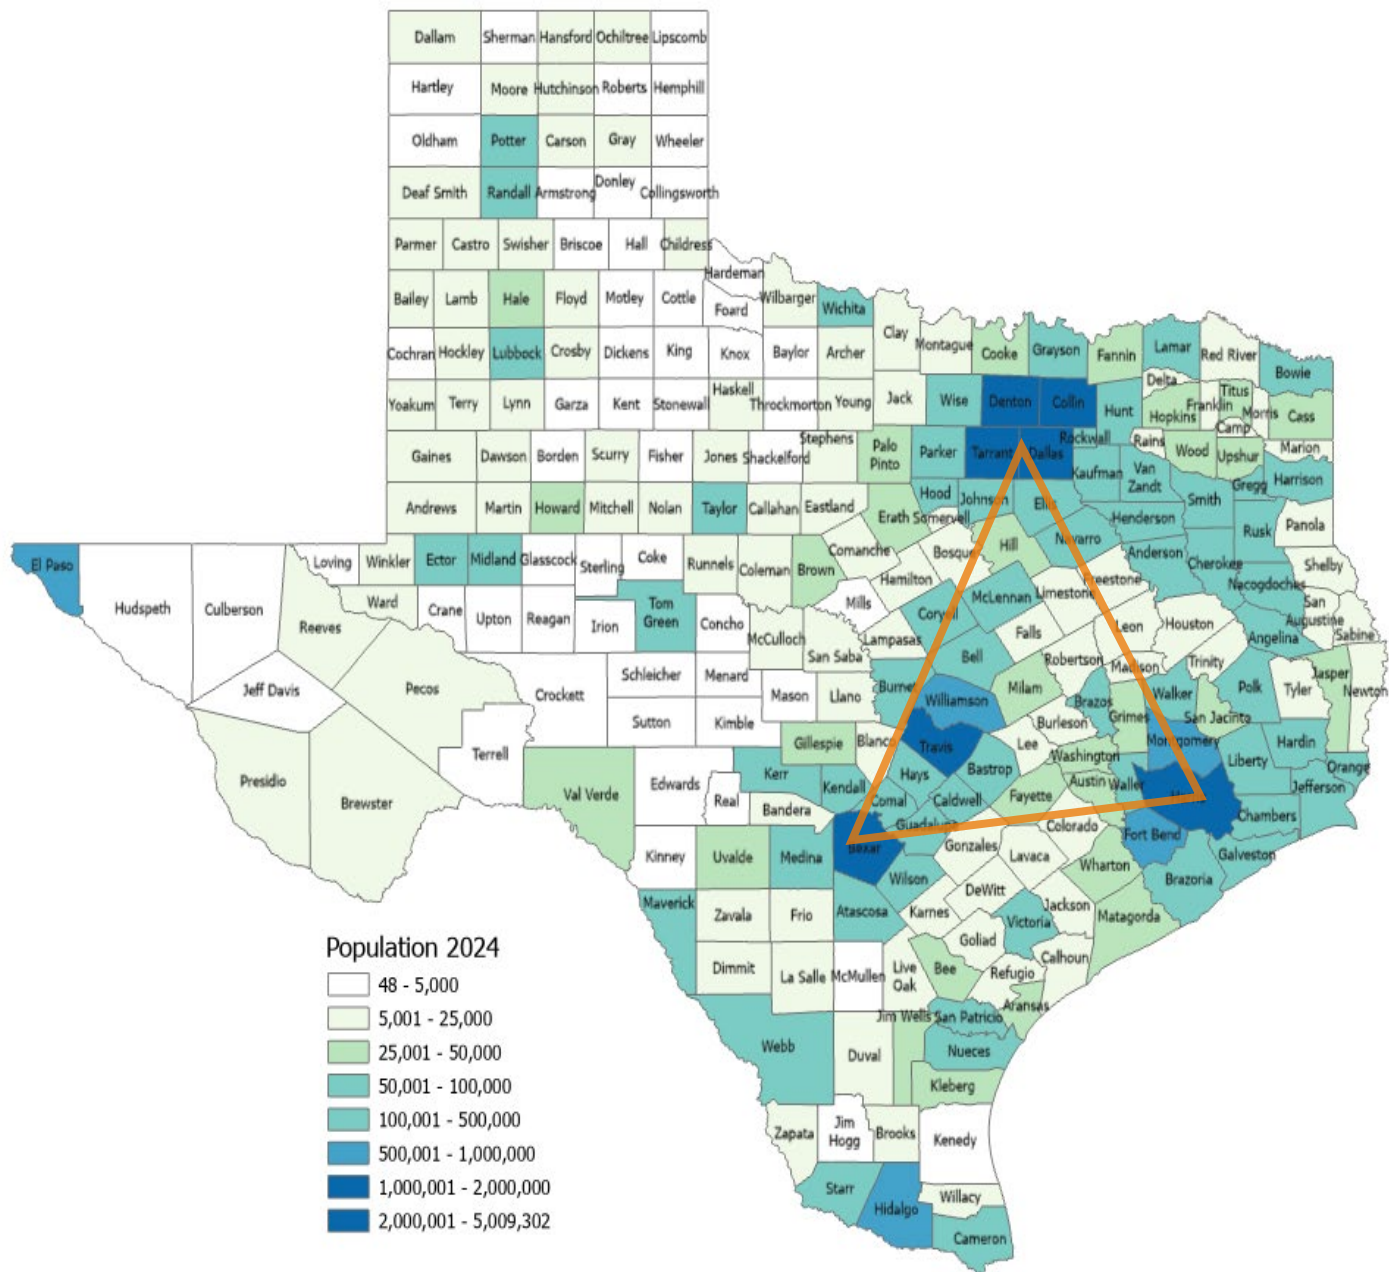 Dallam Sherman Hansford Ochiltree Lipscomb
Hartley Moore Hutchinson Roberts Hemphill
Oldham Potter Carson Gray Wheeler
Deaf Smith Randall Armstrong Donley Collingsworth
Parmer Castro Swisher Briscoe Hall Childress
Hardeman
Bailey Lamb Hale Floyd Motley Cottle Foard Wilbarger Wichita
Clay Montague Cooke Grayson Fannin Lamar Red River Bowie
Cochran Hockley Lubbock Crosby Dickens King Knox Baylor Archer
Delta Titus
Yoakum Terry Lynn Garza Kent Stonewall Haskell Throckmorton Young Jack Wise Denton Collin Hunt Hopkins Franklin Morris Cass
Camp
Gaines Dawson Borden Scurry Fisher Jones Shackelford Stephens Palo Pinto Parker Tarrant Dallas Rockwall Kaufman Rains Van Zandt Wood Upshur Marion
Gregg Harrison
Andrews Martin Howard Mitchell Nolan Taylor Callahan Eastland Erath Somervell Hood Johnson Ellis Henderson Smith Rusk Panola
El Paso Hudspeth Culberson Loving Winkler Ector Midland Glasscock Sterling Coke Runnels Coleman Brown Comanche Hamilton Bosque Hill Navarro Anderson Cherokee Nacogdoches Shelby
Ward Crane Upton Reagan Irion Tom Green Concho McCulloch Mills Lampasas Coryell McLennan Limestone Freestone Leon Houston Angelina San Augustine Sabine
Reeves Jeff Davis Pecos Crockett Schleicher Menard San Saba Burnet Bell Falls Robertson Madison Trinity Polk Tyler Jasper Newton
Sutton Kimble Mason Llano Williamson Milam Brazos Grimes Walker San Jacinto
Presidio Brewster Terrell Val Verde Edwards Real Kerr Gillespie Blanco Travis Lee Burleson Washington Montgomery Liberty Hardin Orange
Bandera Kendall Hays Comal Caldwell Bastrop Fayette Austin Waller Harris Chambers Jefferson
Kinney Uvalde Medina Bexar Guadalupe Gonzales Lavaca Colorado Fort Bend Galveston
Wilson DeWitt Wharton Brazoria
Maverick Zavala Frio Atascosa Karnes Victoria Jackson Matagorda
Goliad
Dimmit La Salle McMullen Live Oak Bee Refugio Calhoun
Aransas
Webb Duval Jim Wells San Patricio
Nueces
Kleberg
Zapata Jim Hogg Brooks Kenedy
Starr Hidalgo Willacy
Cameron
Population 2024
48 - 5,000
5,001 - 25,000
25,001 - 50,000
50,001 - 100,000
100,001 - 500,000
500,001 - 1,000,000
1,000,001 - 2,000,000
2,000,001 - 5,009,302